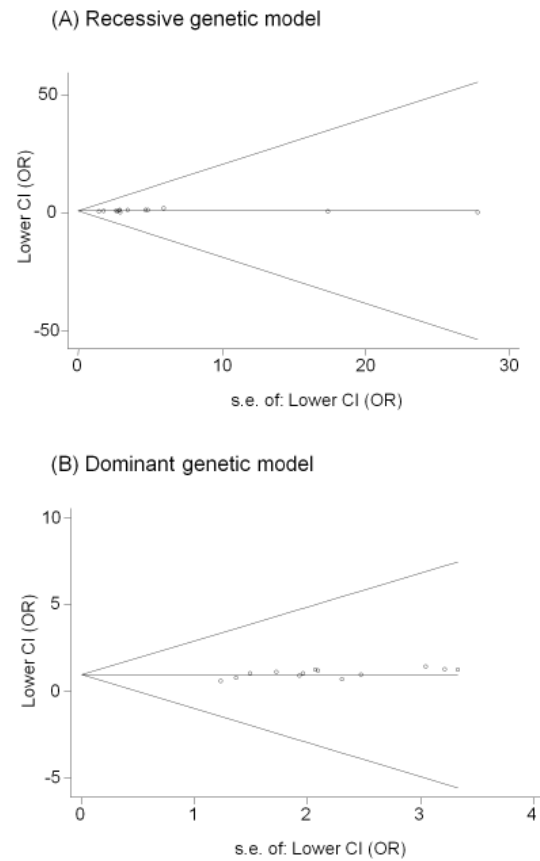 (A) Recessive genetic model
50
0
-50
Lower CI (OR)
0 10 20 30
s.e. of: Lower CI (OR)
(B) Dominant genetic model
10
5
0
-5
Lower CI (OR)
0 1 2 3 4
s.e. of: Lower CI (OR)